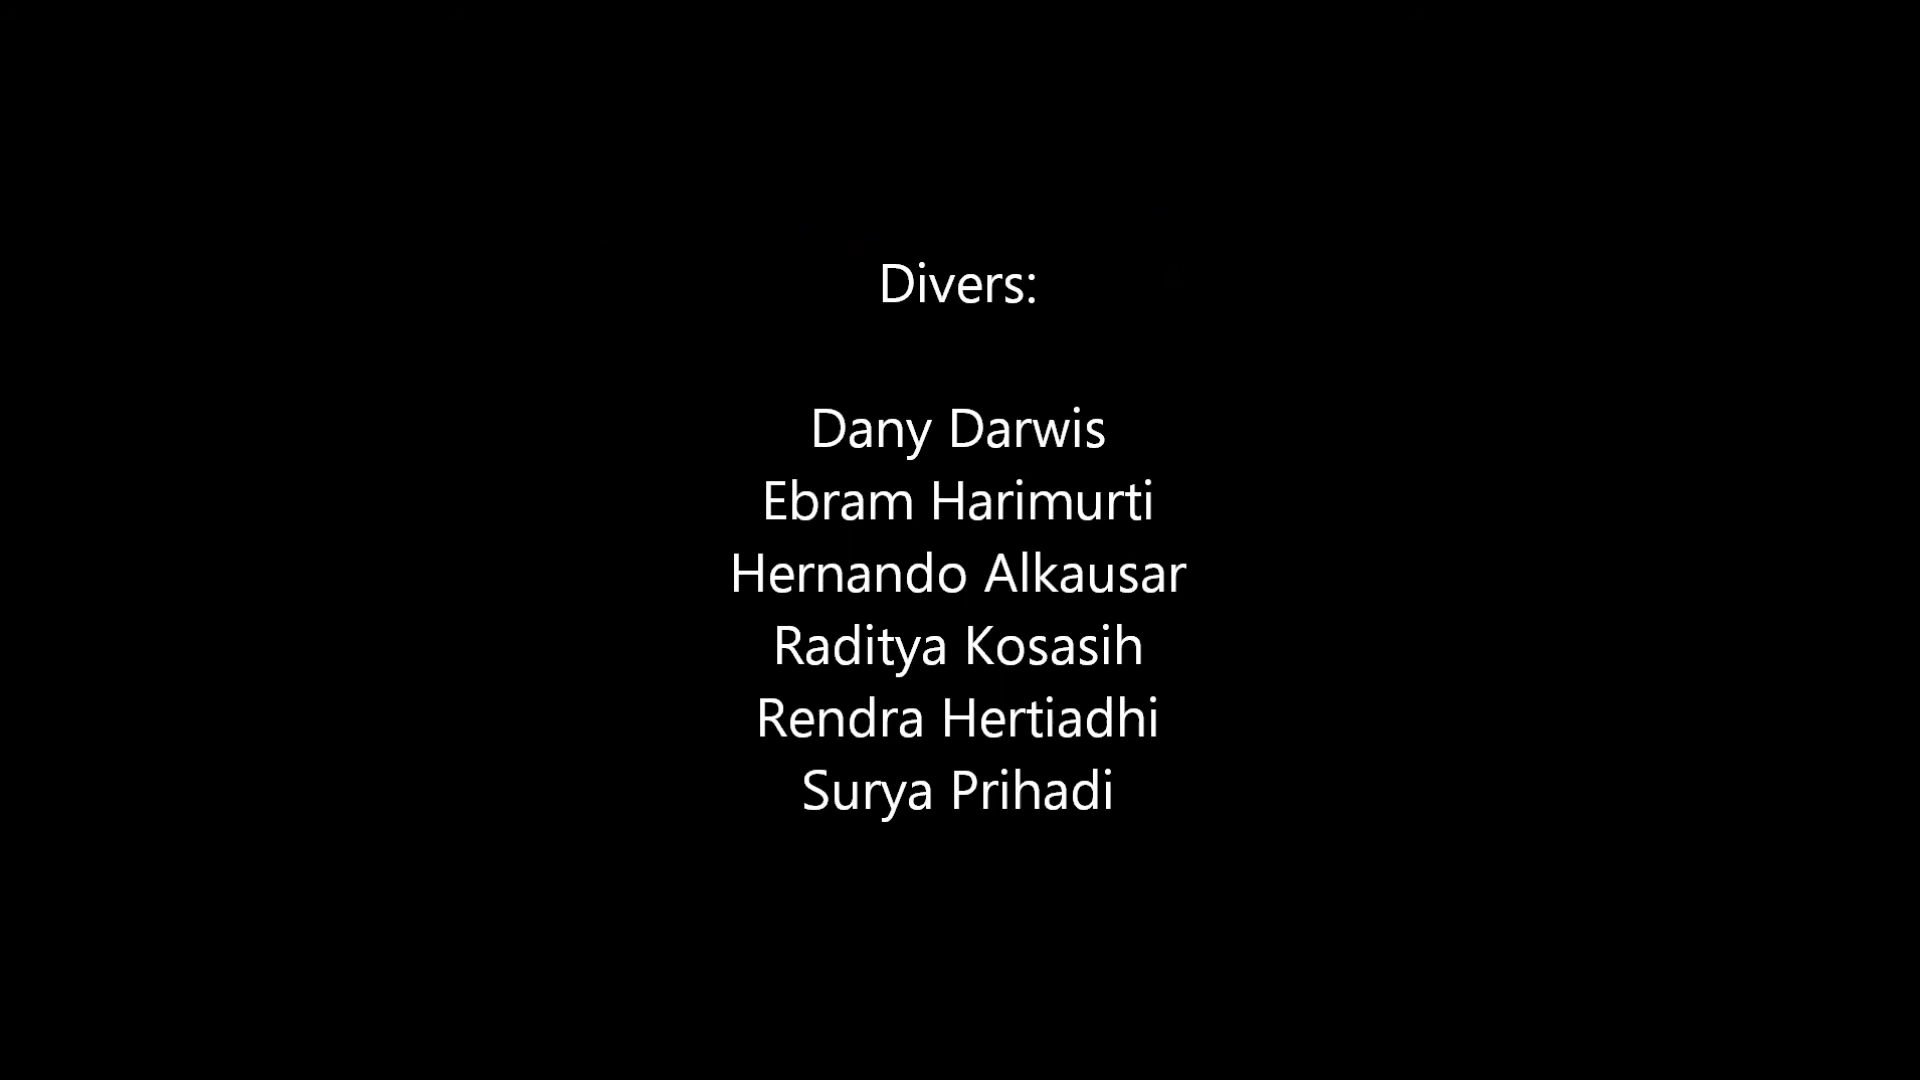 Divers:
Dany Darwis
Ebram Harimurti
Hernando Alkausar
Raditya Kosasih
Rendra Hertiadhi
Surya Prihadi